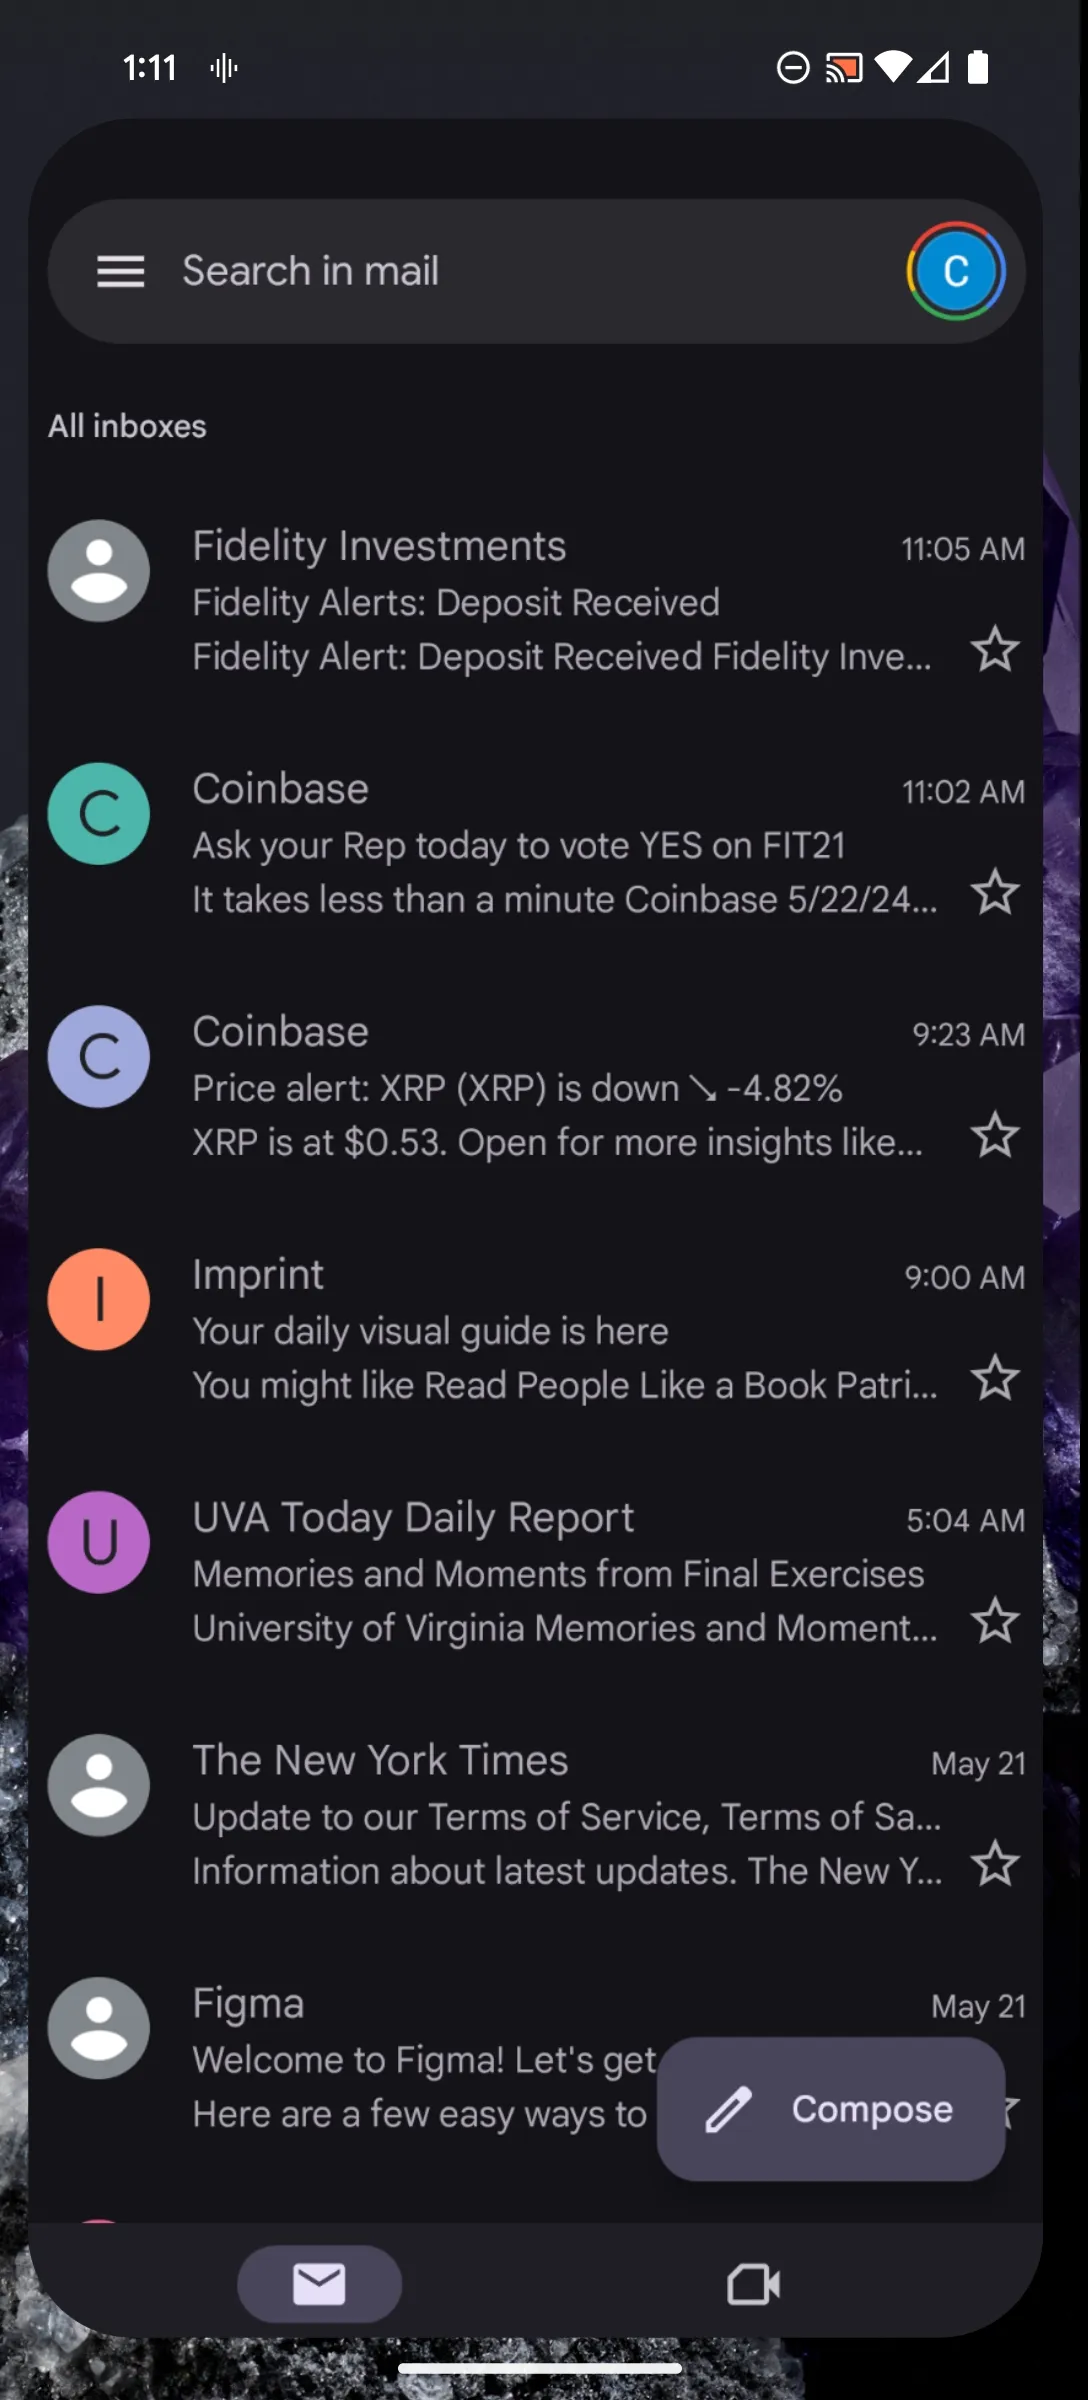 1:11
Search in mail
C
All inboxes
Fidelity Investments
11:05 AM
Fidelity Alerts: Deposit Received
Fidelity Alert: Deposit Received Fidelity Inve...
C
Coinbase
11:02 AM
Ask your Rep today to vote YES on FIT21
It takes less than a minute Coinbase 5/22/24...
C
Coinbase
9:23 AM
Price alert: XRP (XRP) is down ↘ -4.82%
XRP is at $0.53. Open for more insights like...
I
Imprint
9:00 AM
Your daily visual guide is here
You might like Read People Like a Book Patri...
U
UVA Today Daily Report
5:04 AM
Memories and Moments from Final Exercises
University of Virginia Memories and Moment...
The New York Times
May 21
Update to our Terms of Service, Terms of Sa...
Information about latest updates. The New Y...
Figma
May 21
Welcome to Figma! Let's get
Here are a few easy ways to
Compose